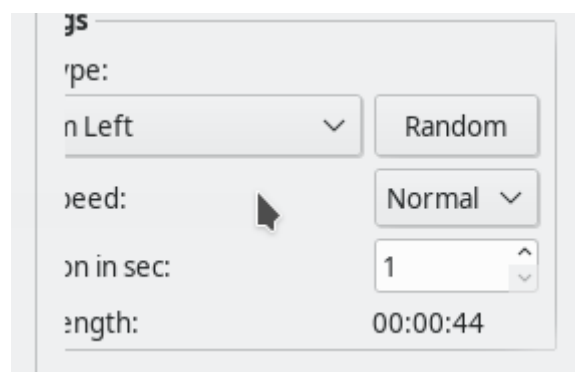 gs
ype:
m Left Random
peed: Normal
on in sec: 1
ength: 00:00:44